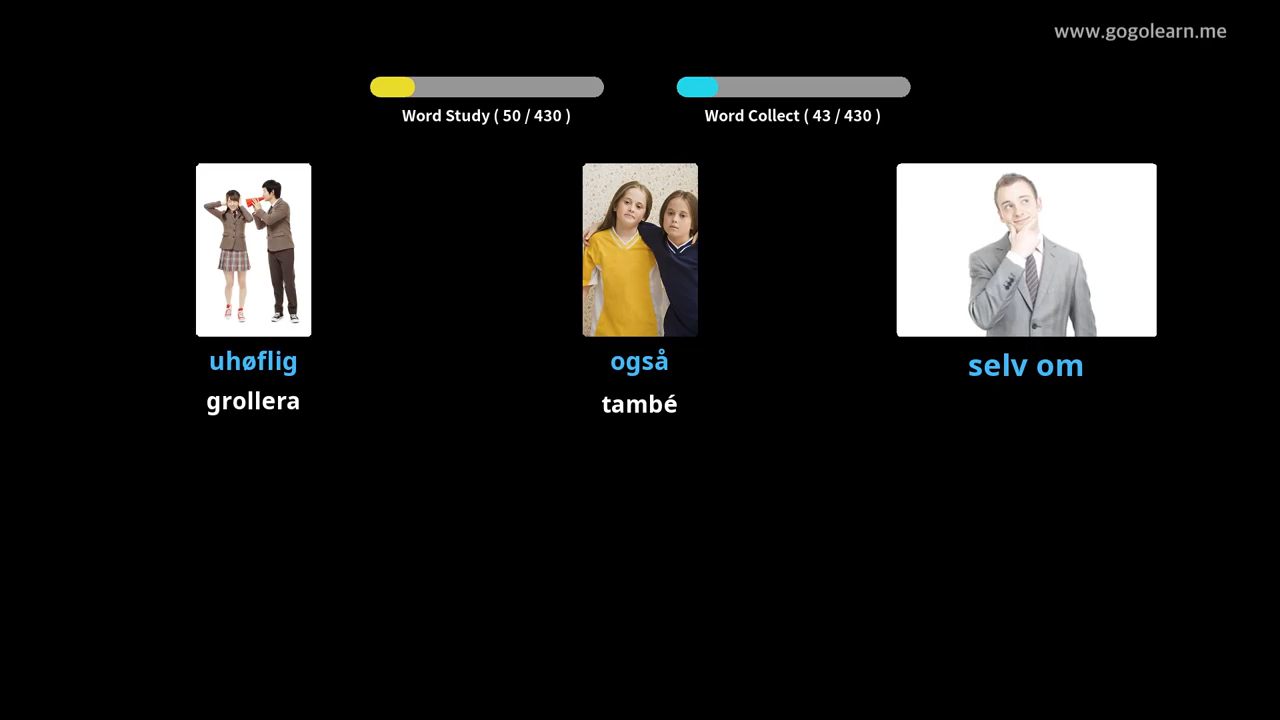 www.gogolearn.me
Word Study ( 50 / 430 )
Word Collect ( 43 / 430 )
uhøflig
også
selv om
grollera
també